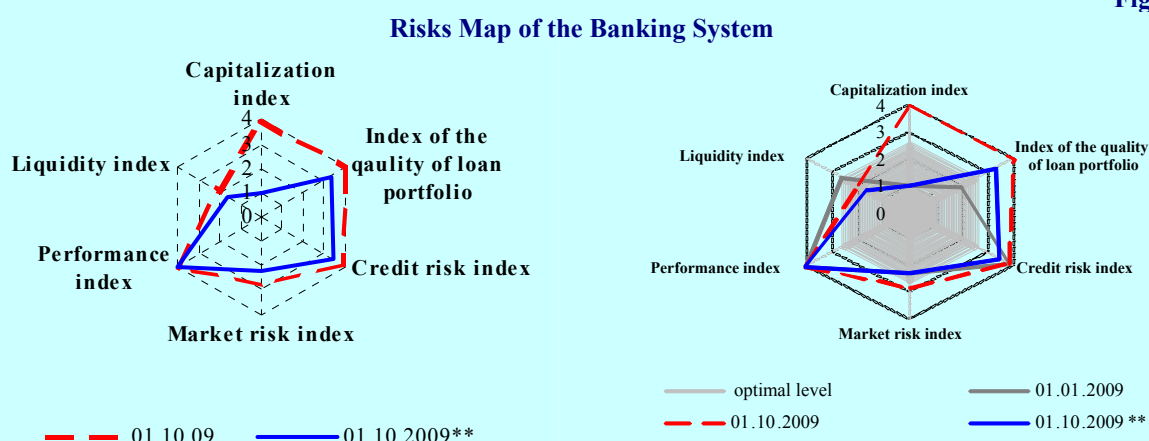 Fig
Risks Map of the Banking System
Capitalization
index
4
3
2
1
0
Index of the
qaulity of loan
portfolio
Liquidity index
Performance
index
Credit risk index
Market risk index
01.10.09
01.10.2009**
Capitalization index
4
3
2
1
0
Index of the quality
of loan portfolio
Liquidity index
Performance index
Credit risk index
Market risk index
optimal level
01.01.2009
01.10.2009
01.10.2009 **